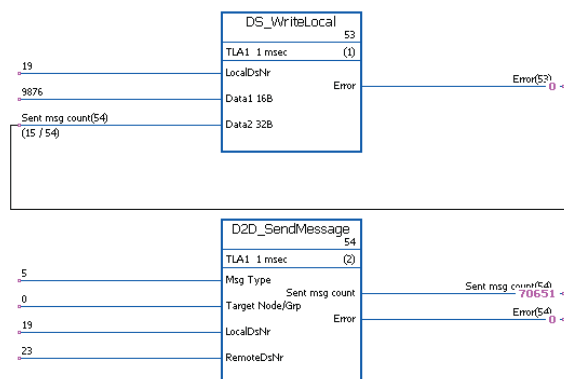 DS_WriteLocal
53
TLA1 1 msec (1)
19
LocalDsNr
Error
Error(53)
0
9876
Data1 16B
Sent msg count(54)
Data2 32B
(15 / 54)
D2D_SendMessage
54
TLA1 1 msec (2)
5
Msg Type
Sent msg count
Sent msg count(54)
70651
0
Target Node/Grp
Error
Error(54)
0
19
LocalDsNr
23
RemoteDsNr